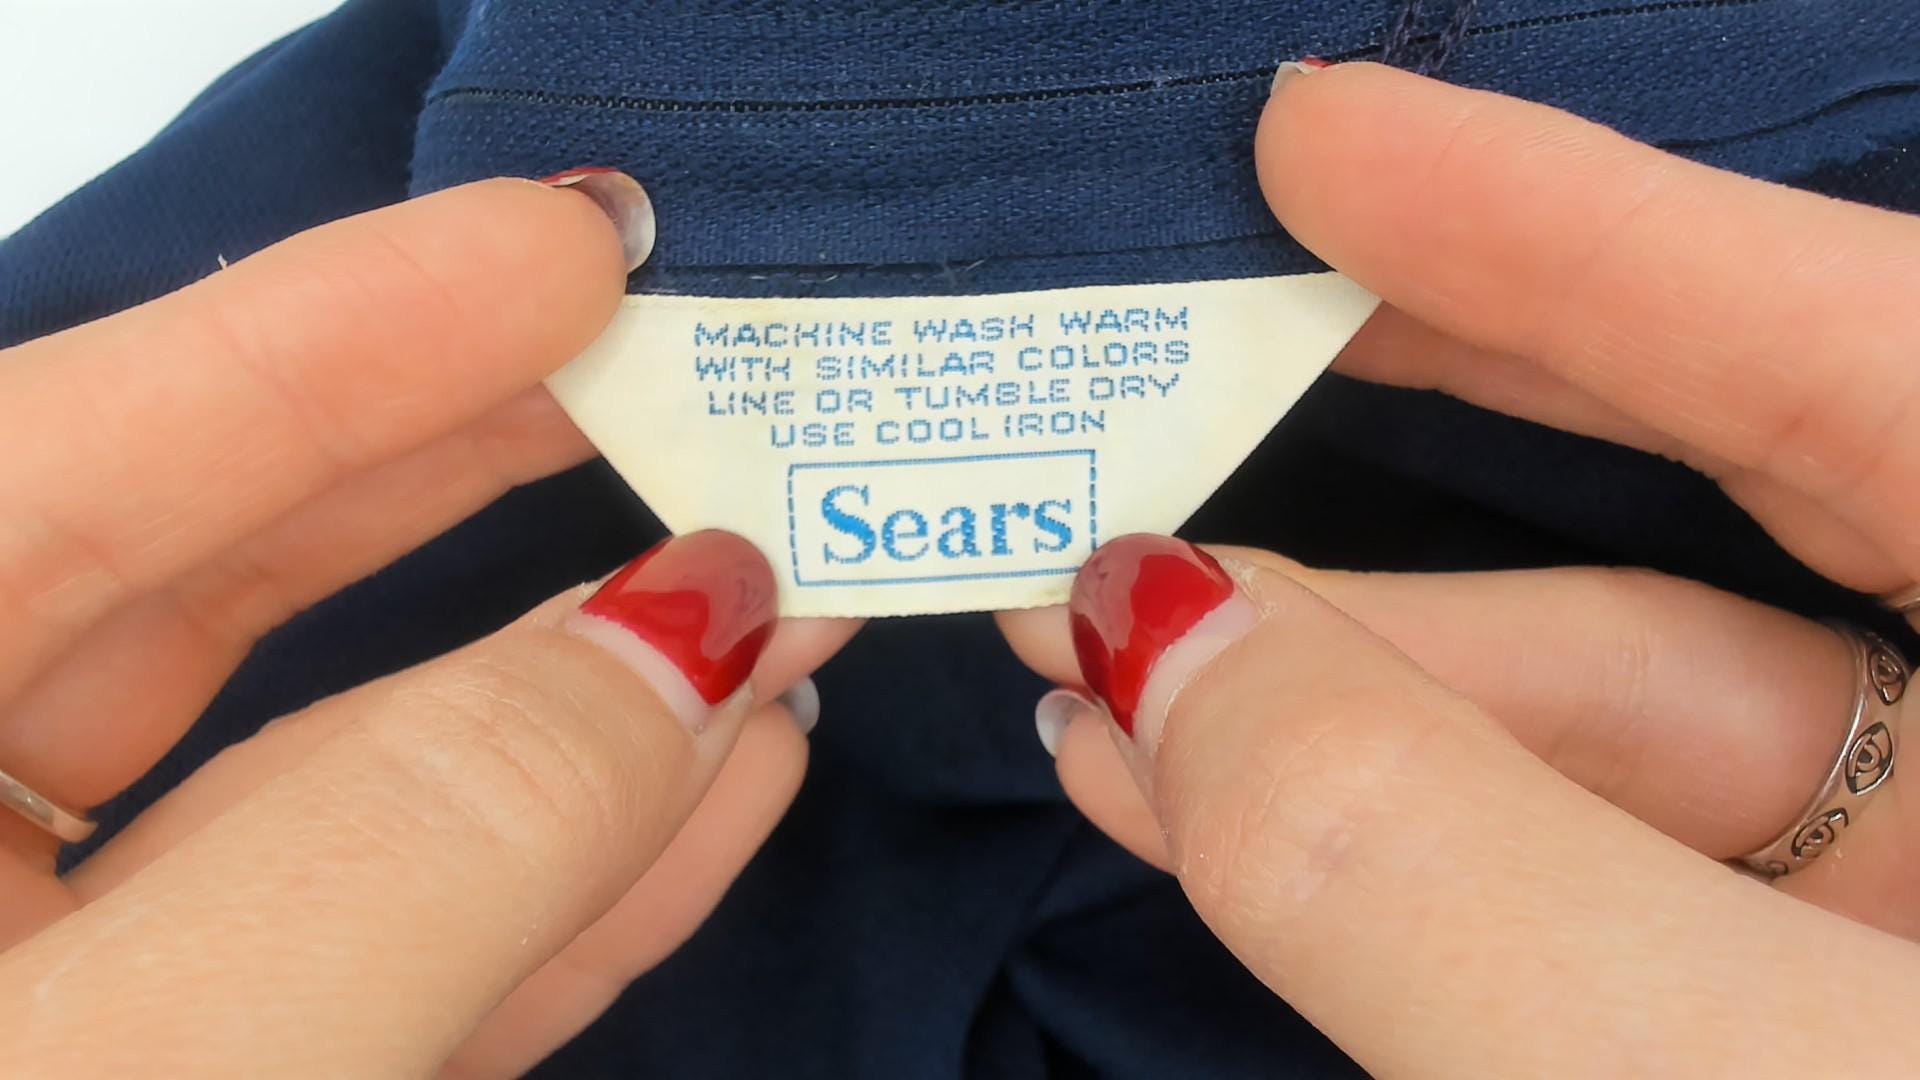 MACHINE WASH WARM
WITH SIMILAR COLORS
LINE OR TUMBLE DRY
USE COOL IRON
Sears